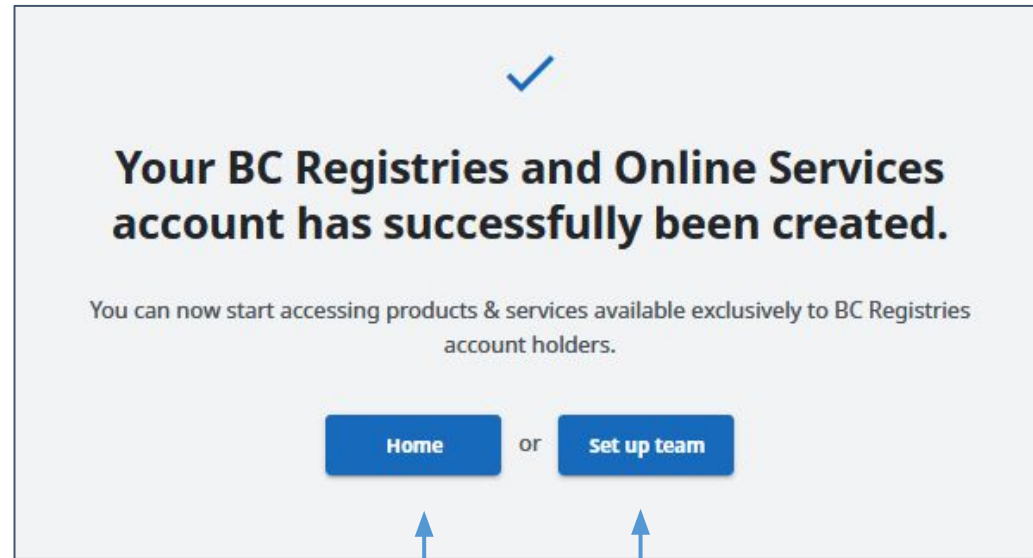 Your BC Registries and Online Services
account has successfully been created.
You can now start accessing products & services available exclusively to BC Registries
account holders.
Home or Set up team